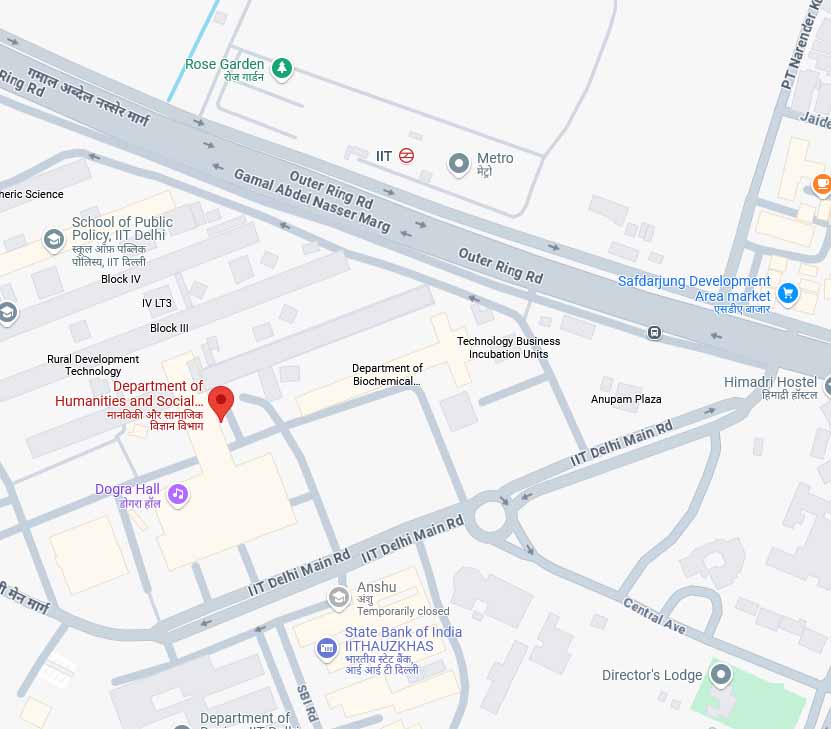 PT Narender Ku
Rose Garden
रोज़ गार्डन
गमाल अब्देल नस्सेर मार्ग
Ring Rd
Jaide
IIT
Metro
मेट्रो
Outer Ring Rd
Gamal Abdel Nasser Marg
heric Science
School of Public
Policy, IIT Delhi
स्कूल ऑफ़ पब्लिक
पोलिस्य, IIT दिल्ली
Outer Ring Rd
Block IV
Safdarjung Development
Area market
एसडीए बाजार
IV LT3
Block III
Technology Business
Incubation Units
Rural Development
Technology
Department of
Biochemical...
Department of
Humanities and Social...
मानविकी और सामाजिक
विज्ञान विभाग
Himadri Hostel
हिमाद्री हॉस्टल
Anupam Plaza
IIT Delhi Main Rd
Dogra Hall
डोगरा हॉल
IIT Delhi Main Rd
IIT Delhi Main Rd
ी मेन मार्ग
Anshu
अंशु
Temporarily closed
Central Ave
State Bank of India
IITHAUZKHAS
भारतीय स्टेट बैंक,
आई आई टी दिल्ली
Director's Lodge
SBI Rd
Department of